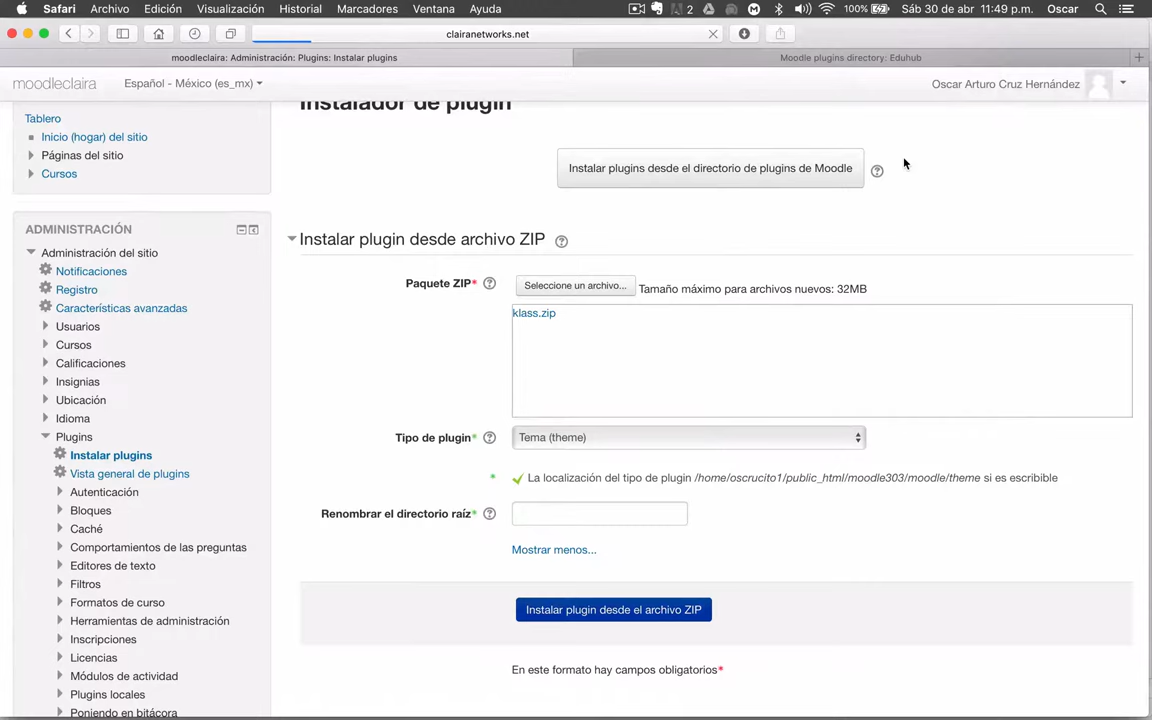 Safari Archivo Edición Visualización Historial Marcadores Ventana Ayuda 2 100% Sáb 30 de abr 11:49 p.m. Oscar
clairanetworks.net
moodleclaira: Administración: Plugins: Instalar plugins Moodle plugins directory: Eduhub
moodleclaira Español - México (es_mx) Oscar Arturo Cruz Hernández
Instalador de plugin
Tablero
Inicio (hogar) del sitio
Páginas del sitio
Cursos
Instalar plugins desde el directorio de plugins de Moodle
ADMINISTRACIÓN
Administración del sitio
Notificaciones
Registro
Características avanzadas
Usuarios
Cursos
Calificaciones
Insignias
Ubicación
Idioma
Plugins
Instalar plugins
Vista general de plugins
Autenticación
Bloques
Caché
Comportamientos de las preguntas
Editores de texto
Filtros
Formatos de curso
Herramientas de administración
Inscripciones
Licencias
Módulos de actividad
Plugins locales
Poniendo en bitácora
Instalar plugin desde archivo ZIP
Paquete ZIP* Seleccione un archivo... Tamaño máximo para archivos nuevos: 32MB
klass.zip
Tipo de plugin* Tema (theme)
* La localización del tipo de plugin /home/oscrucito1/public_html/moodle303/moodle/theme si es escribible
Renombrar el directorio raíz*
Mostrar menos...
Instalar plugin desde el archivo ZIP
En este formato hay campos obligatorios*